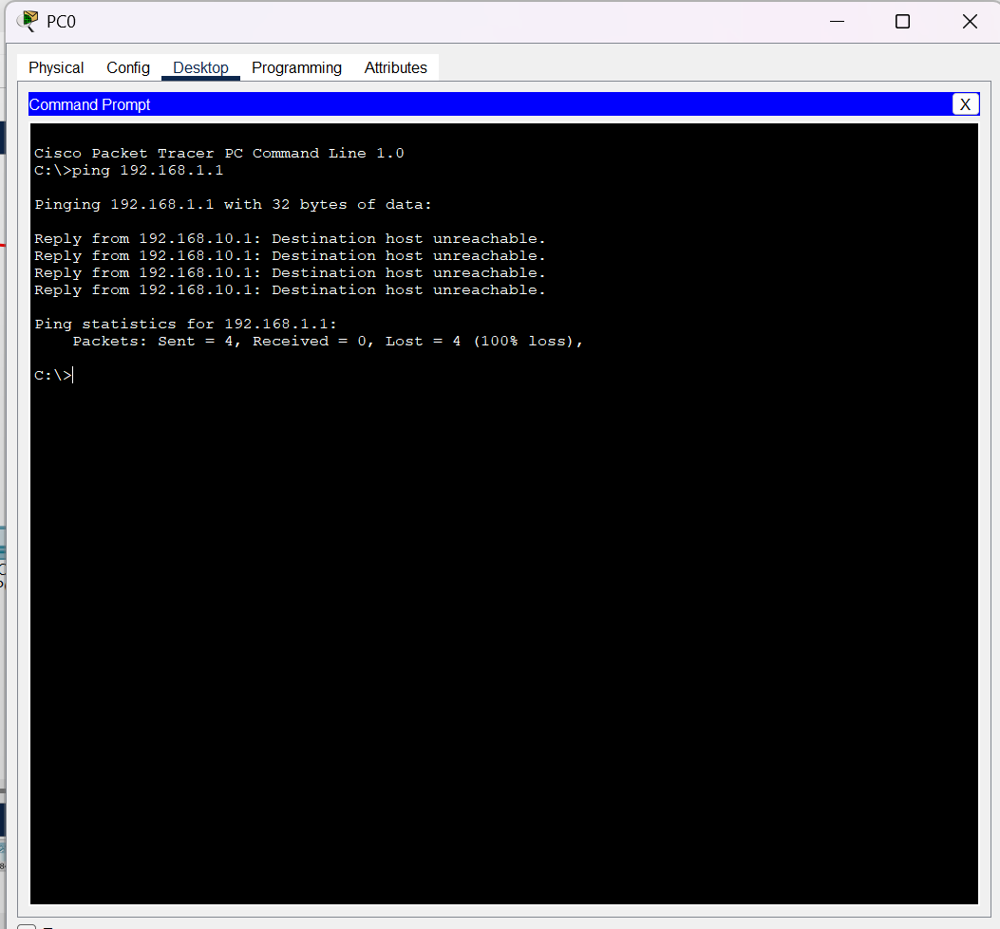 PC0
Physical Config Desktop Programming Attributes
Command Prompt X
Cisco Packet Tracer PC Command Line 1.0
C:\>ping 192.168.1.1
Pinging 192.168.1.1 with 32 bytes of data:
Reply from 192.168.10.1: Destination host unreachable.
Reply from 192.168.10.1: Destination host unreachable.
Reply from 192.168.10.1: Destination host unreachable.
Reply from 192.168.10.1: Destination host unreachable.
Ping statistics for 192.168.1.1:
Packets: Sent = 4, Received = 0, Lost = 4 (100% loss),
C:\>